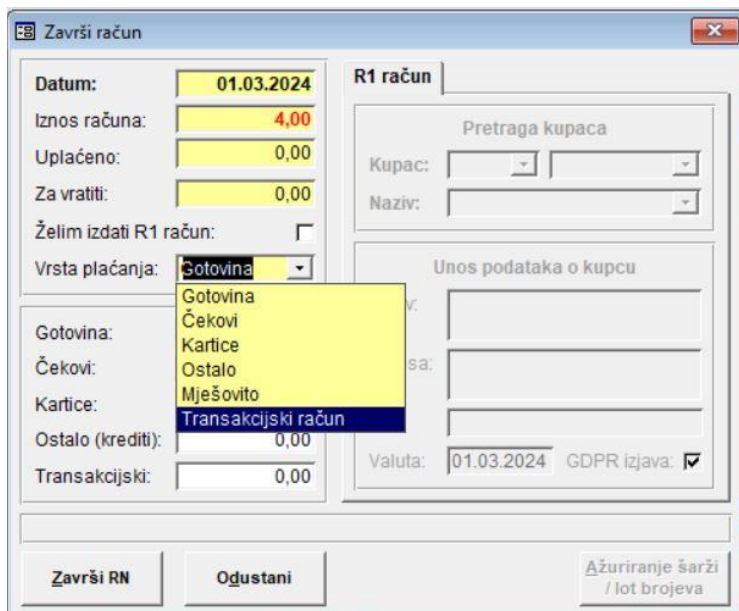 Završi račun
Datum: 01.03.2024
Iznos računa: 4,00
Uplaćeno: 0,00
Za vratiti: 0,00
Želim izdati R1 račun:
Vrsta plaćanja: Gotovina
Gotovina
Čekovi
Kartice
Ostalo
Mješovito
Transakcijski račun
Gotovina:
Čekovi:
Kartice:
Ostalo (krediti): 0,00
Transakcijski: 0,00
R1 račun
Pretraga kupaca
Kupac:
Naziv:
Unos podataka o kupcu
Valuta: 01.03.2024 GDPR izjava:
Završi RN
Odustani
Ažuriranje šarži
/ lot brojeva